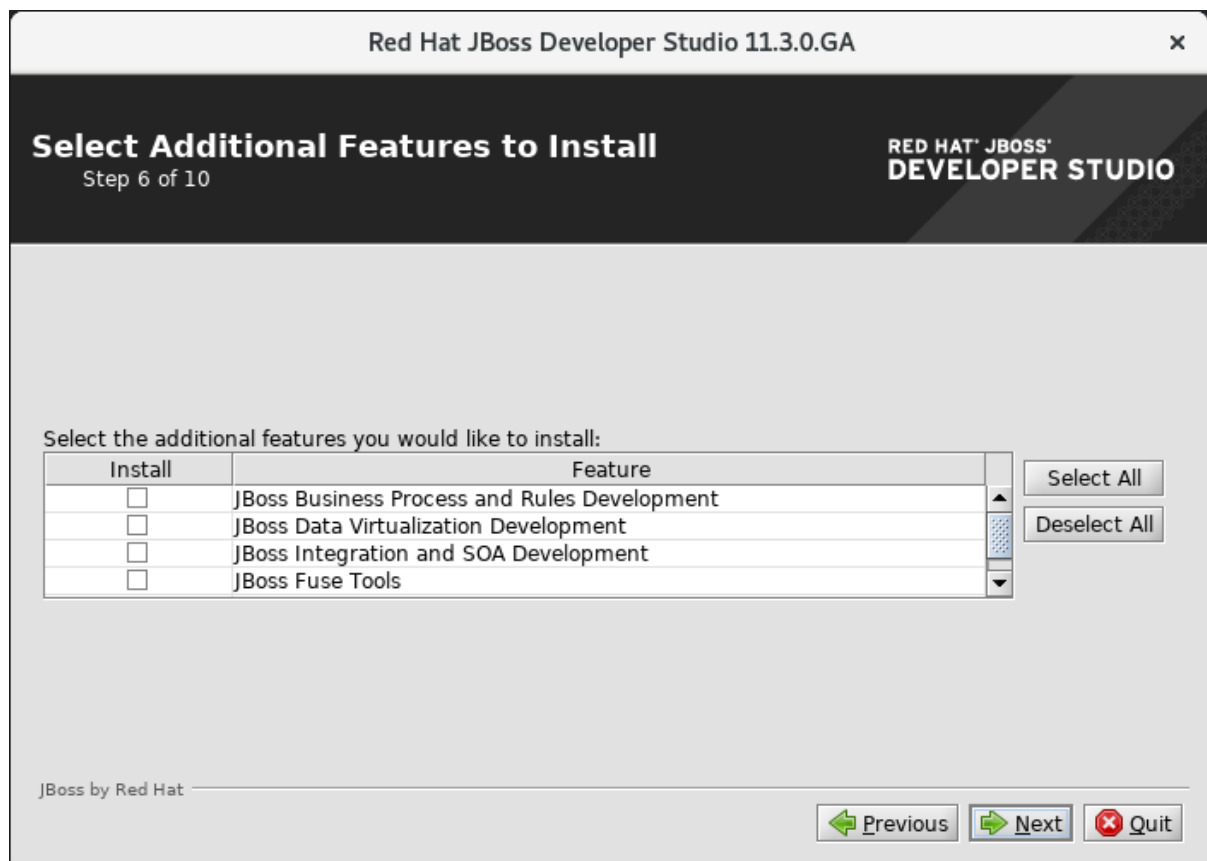 Red Hat JBoss Developer Studio 11.3.0.GA
Select Additional Features to Install
Step 6 of 10
RED HAT® JBOSS®
DEVELOPER STUDIO
Select the additional features you would like to install:
Install Feature
JBoss Business Process and Rules Development
JBoss Data Virtualization Development
JBoss Integration and SOA Development
JBoss Fuse Tools
Select All
Deselect All
JBoss by Red Hat
Previous Next Quit